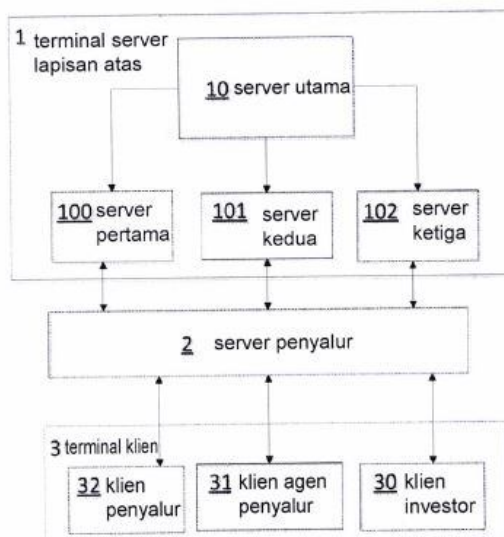 1 terminal server
lapisan atas
10 server utama
100 server
pertama
101 server
kedua
102 server
ketiga
2 server penyalur
3 terminal klien
32 klien
penyalur
31 klien agen
penyalur
30 klien
investor